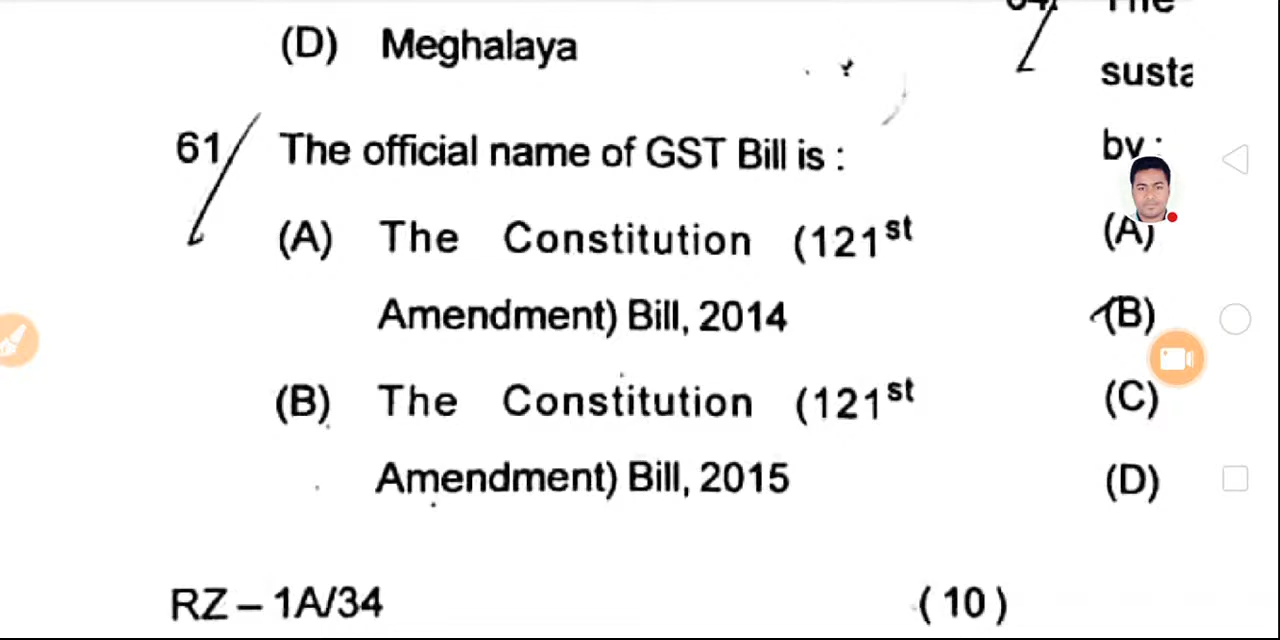 (D) Meghalaya
61 The official name of GST Bill is :
(A) The Constitution (121st
Amendment) Bill, 2014
(B) The Constitution (121st
Amendment) Bill, 2015
RZ – 1A/34
(10)
by :
(A)
(B)
(C)
(D)